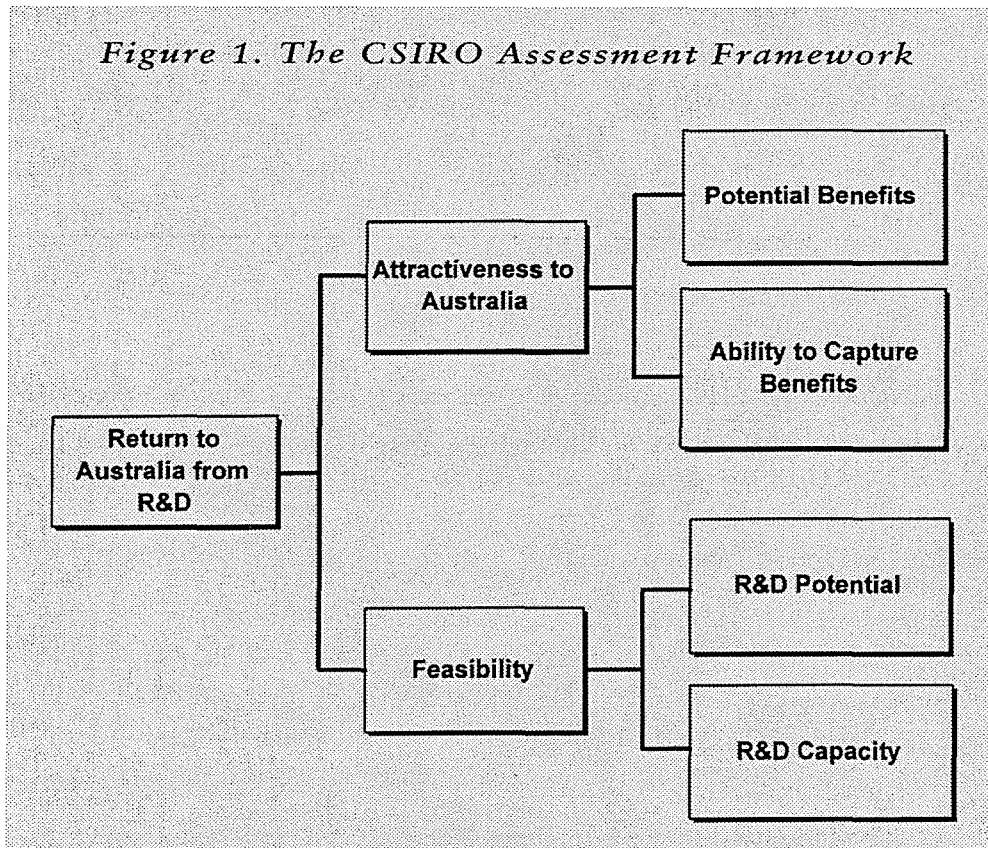 Figure 1. The CSIRO Assessment Framework
Potential Benefits
Attractiveness to
Australia
Ability to Capture
Benefits
Return to
Australia from
R&D
R&D Potential
Feasibility
R&D Capacity